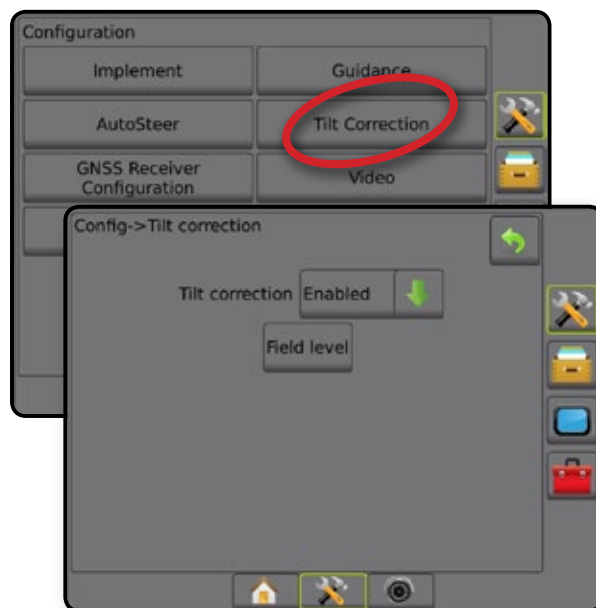 Configuration
Implement
Guidance
AutoSteer
Tilt Correction
GNSS Receiver
Configuration
Video
Config->Tilt correction
Tilt correction Enabled
Field level